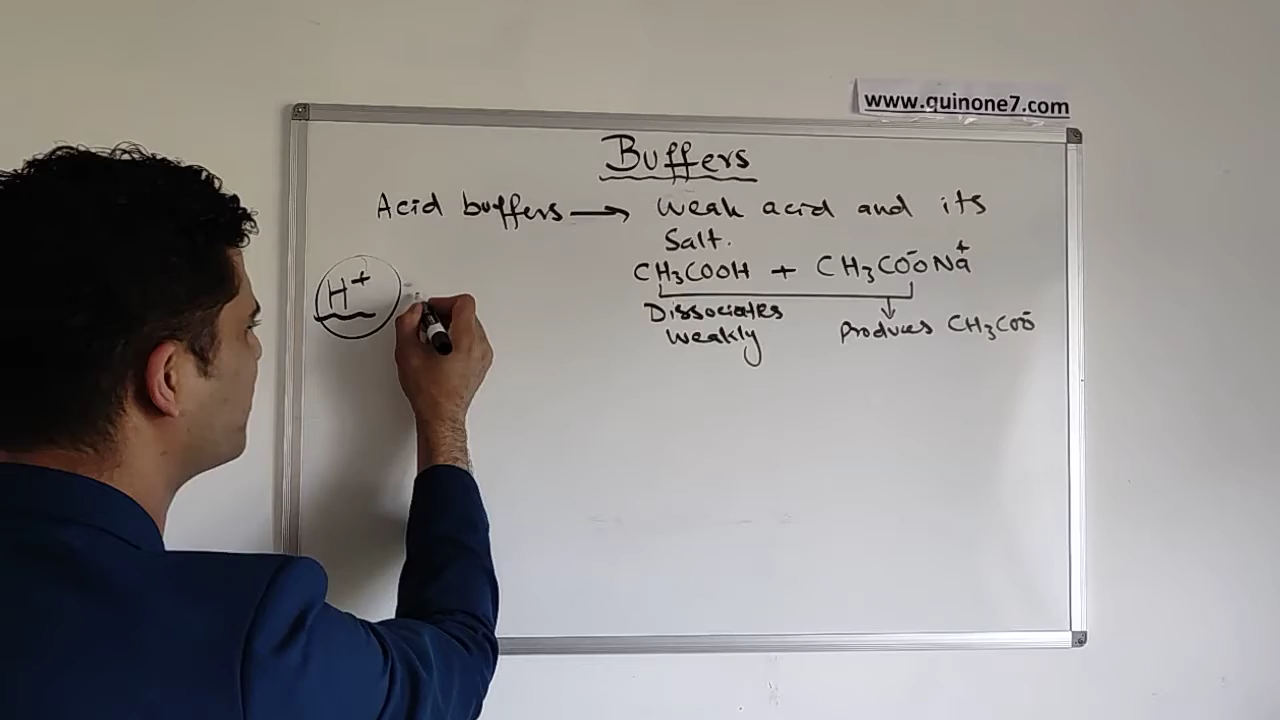 www.quinone7.com
Buffers
Acid buffers → weak acid and its
Salt.
H⁺
CH₃COOH + CH₃COO⁻Na⁺
Dissociates
weakly
Produces CH₃COO⁻